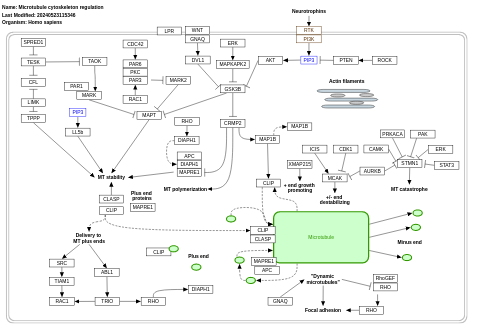 Name: Microtubule cytoskeleton regulation
Last Modified: 20240523115346
Organism: Homo sapiens
Neurotrophins
LPR
WNT
GNAQ
RTK
PI3K
SPRED1
CDC42
ERK
TESK
TAOK
PAR6
DVL1
MAPKAPK2
AKT
PIP3
PTEN
ROCK
PKC
CFL
PAR1
PAR3
MARK2
GSK3B
MARK
Actin filaments
LIMK
RAC1
PIP3
TPPP
MAPT
RHO
CRMP2
MAP1B
LL5b
DIAPH1
MAP1B
PRKACA
PAK
ICIS
CDK1
CAMK
ERK
APC
DIAPH1
XMAP215
STMN1
STAT3
MT stability
MARK1
MCAK
AURKB
MT polymerization
CLIP
+ end growth
promoting
MT catastrophe
CLASP
Plus end
proteins
+/- end
destabilizing
CLIP
MAPRE1
Delivery to
MT plus ends
CLIP
CLASP
Microtubule
Minus end
CLIP
Plus end
SRC
MAPRE1
ABL1
APC
TIAM1
"Dynamic
microtubules"
RhoGEF
RHO
DIAPH1
RAC1
TRIO
RHO
GNAQ
Focal adhesion
RHO